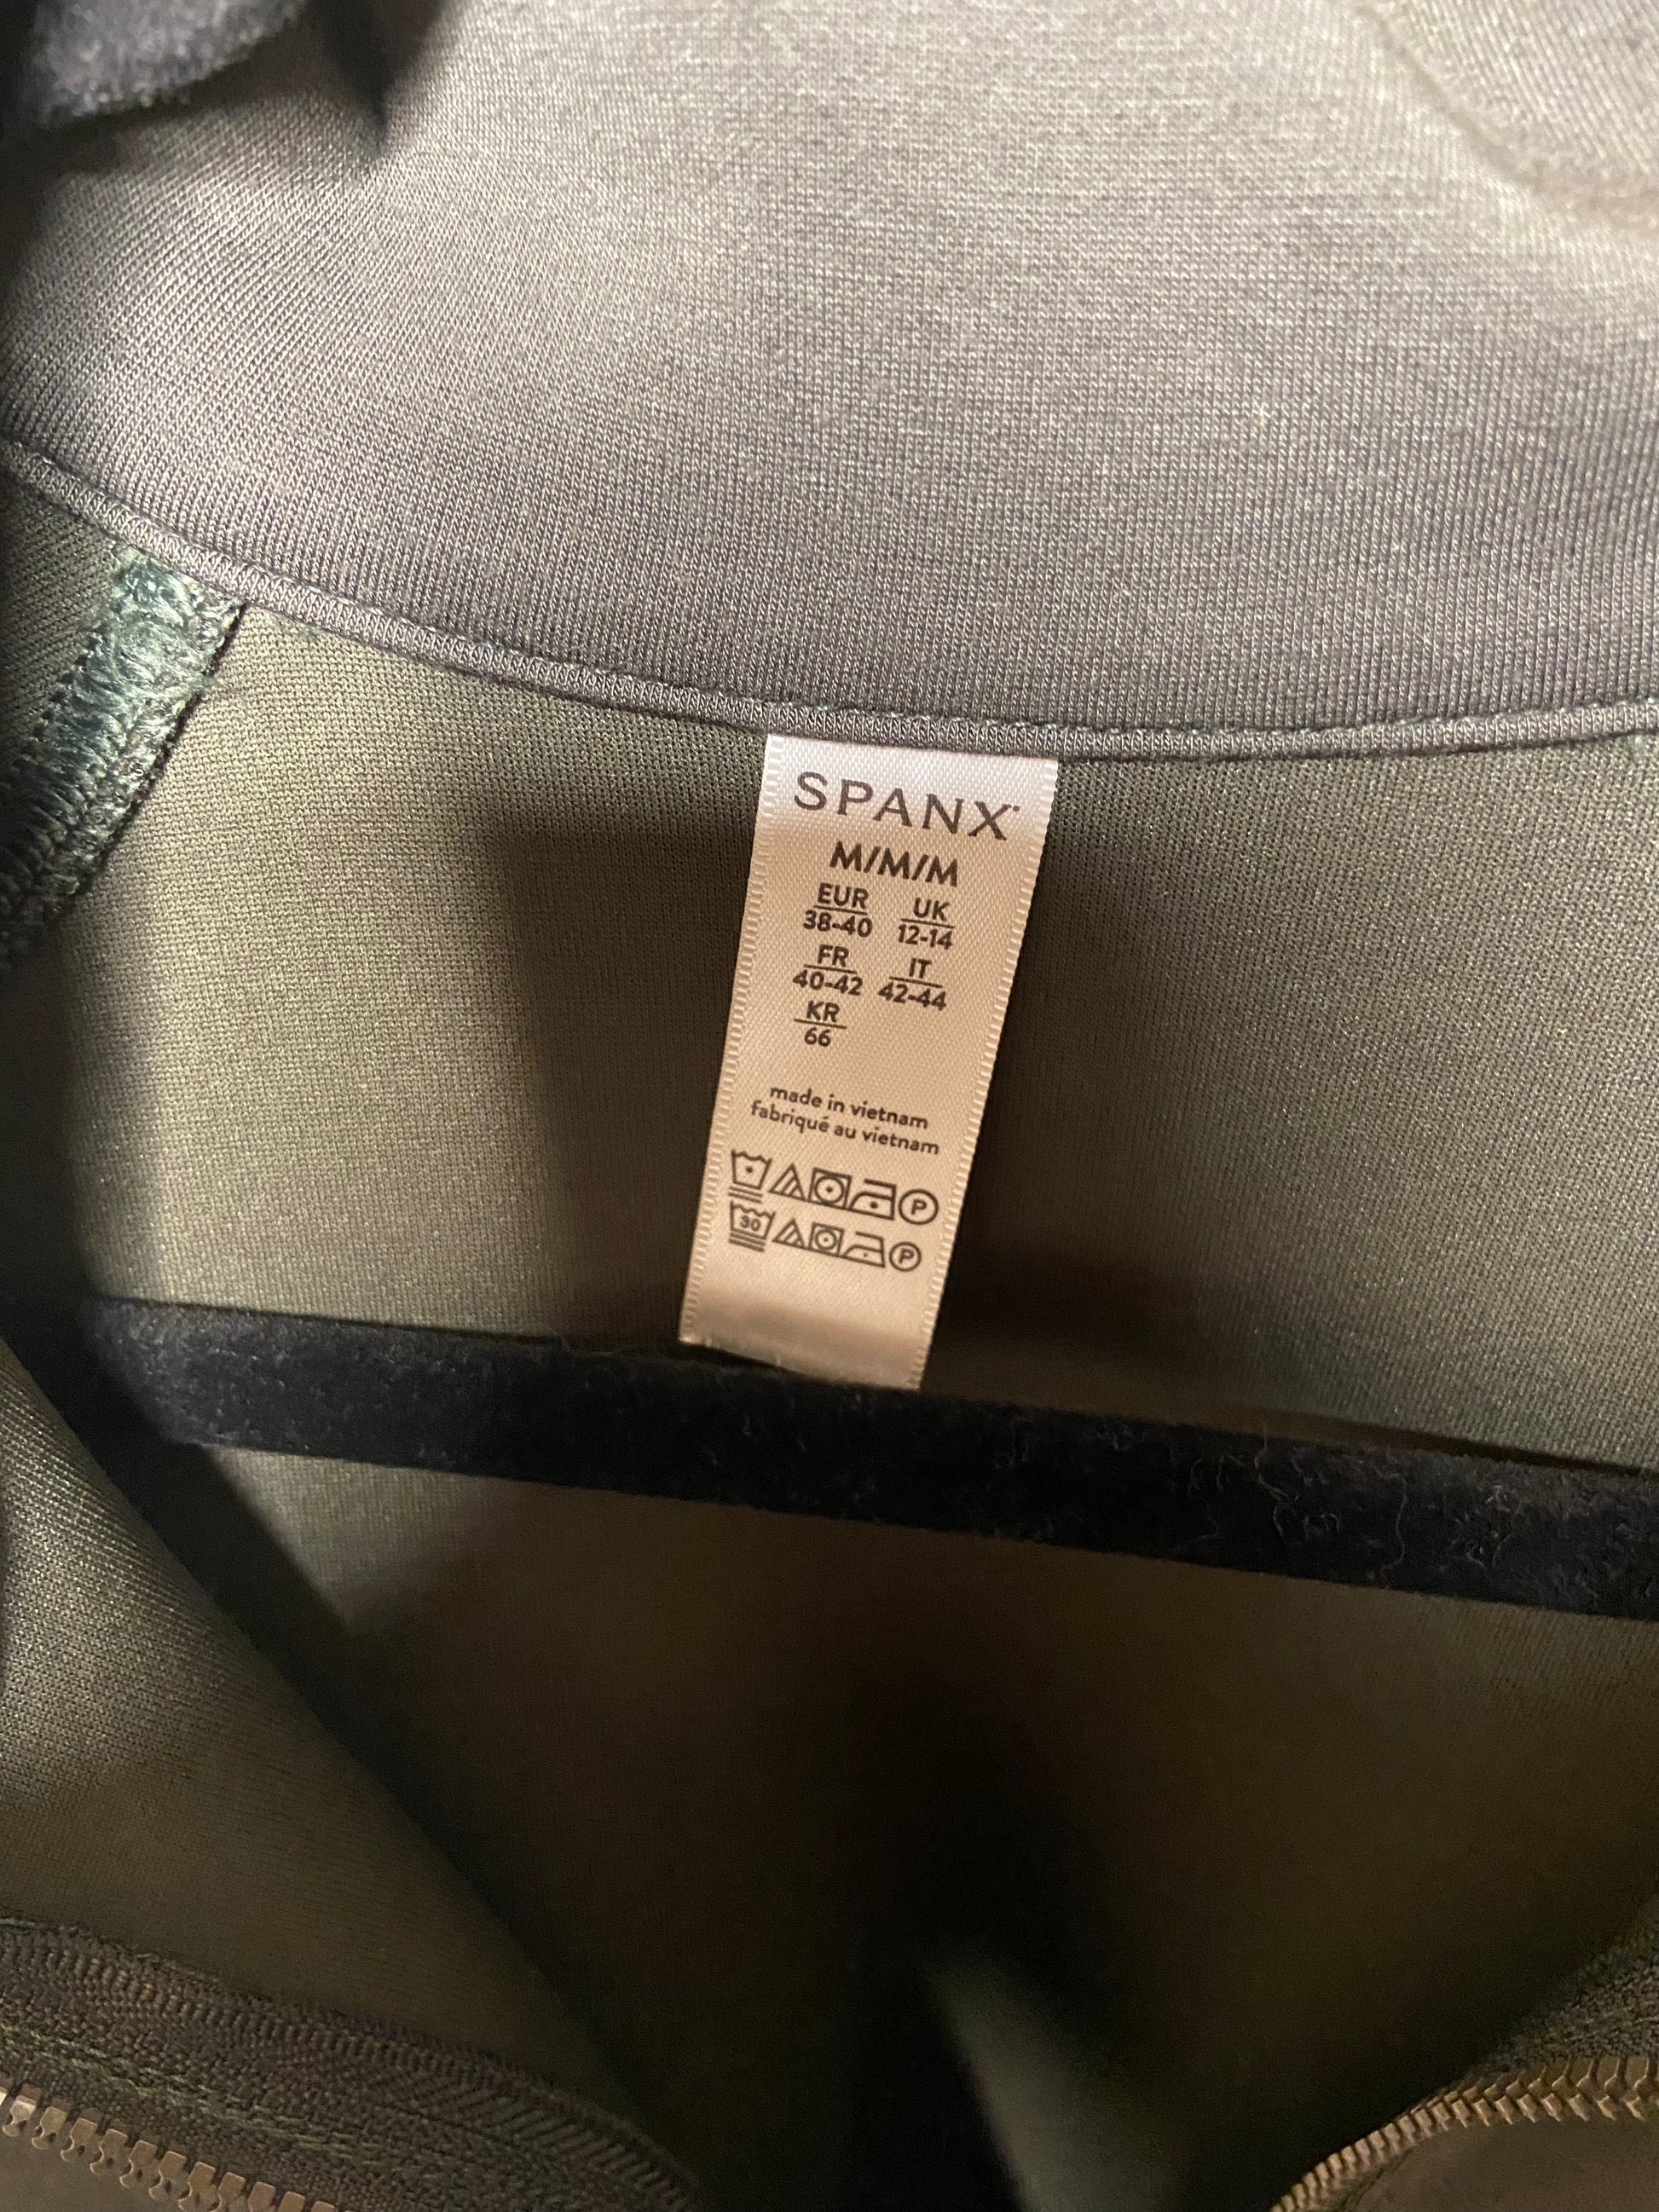 SPANX
M/M/M
EUR UK
38-40 12-14
FR IT
40-42 42-44
KR
66
made in vietnam
fabriqué au vietnam
P
30 P